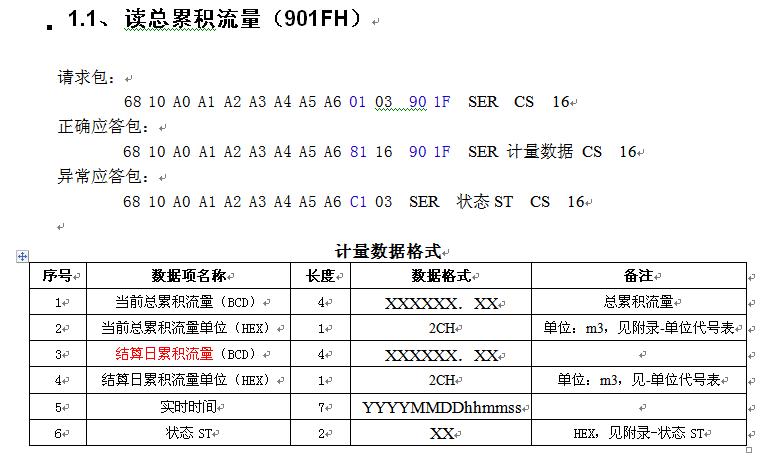 1.1、读总累积流量（901FH）
请求包：
68 10 A0 A1 A2 A3 A4 A5 A6 01 03 90 1F SER CS 16
正确应答包：
68 10 A0 A1 A2 A3 A4 A5 A6 81 16 90 1F SER 计量数据 CS 16
异常应答包：
68 10 A0 A1 A2 A3 A4 A5 A6 C1 03 SER 状态 ST CS 16
计量数据格式
序号 数据项名称 长度 数据格式 备注
1 当前总累积流量（BCD） 4 XXXXXX．XX 总累积流量
2 当前总累积流量单位（HEX） 1 2CH 单位：m3，见附录-单位代号表
3 结算日累积流量（BCD） 4 XXXXXX．XX
4 结算日累积流量单位（HEX） 1 2CH 单位：m3，见-单位代号表
5 实时时间 7 YYYYMMDDhhmmss
6 状态 ST 2 XX HEX，见附录-状态 ST